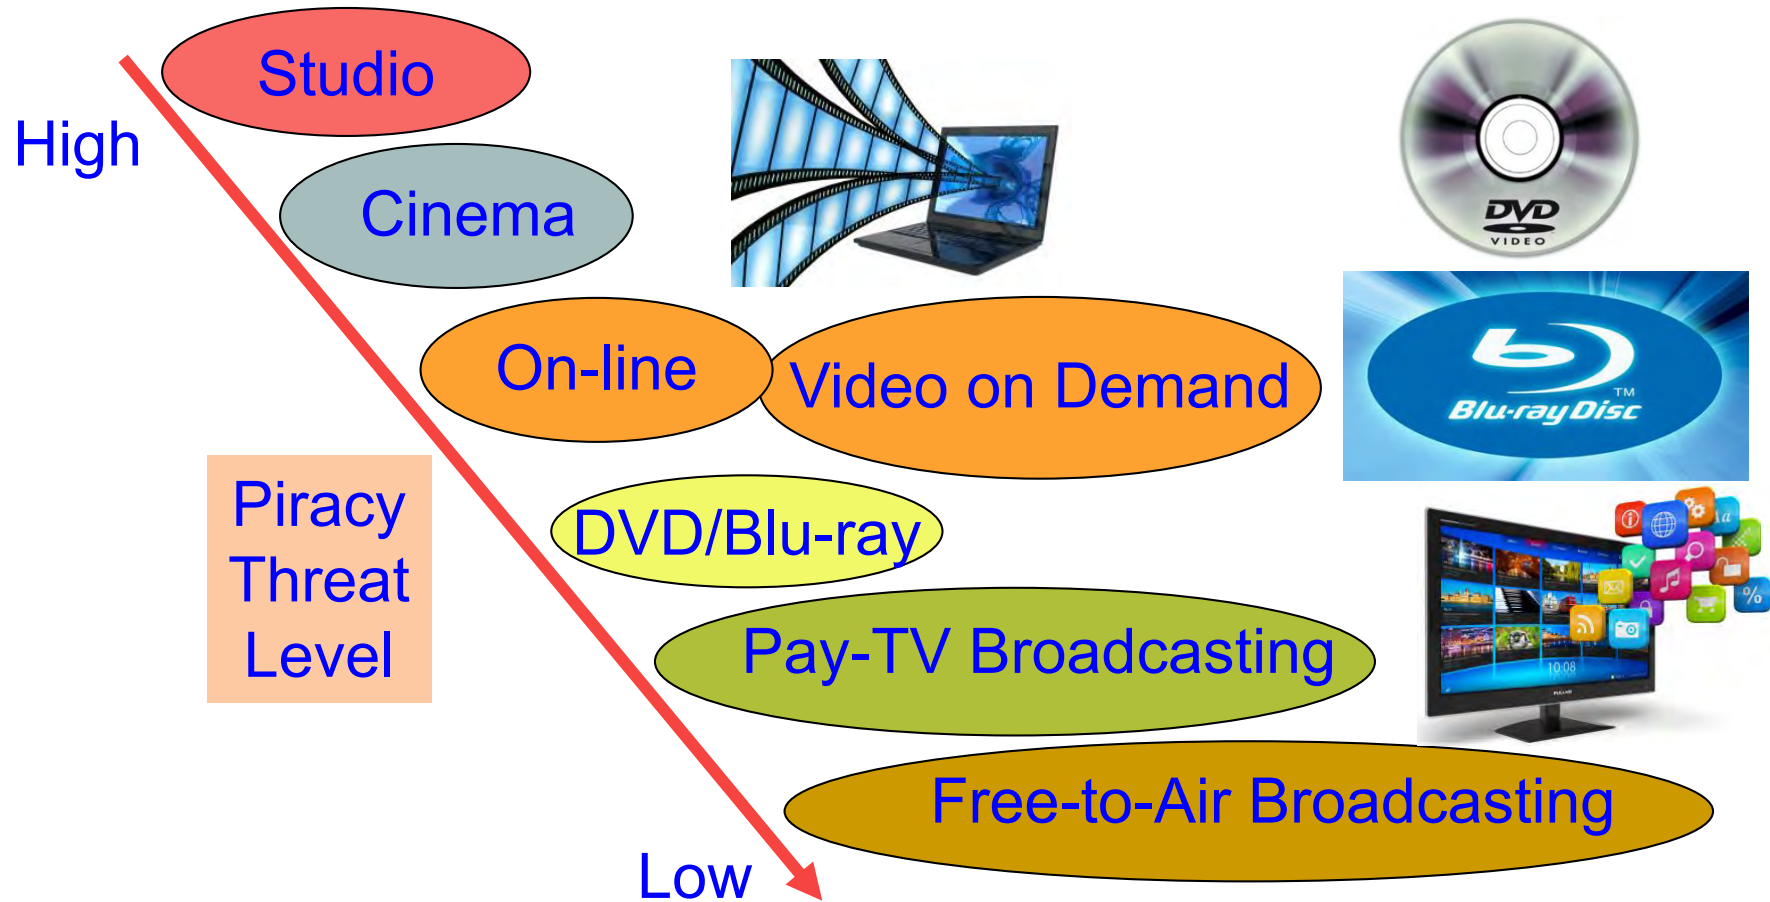 Studio
High
Cinema
On-line
Video on Demand
DVD
VIDEO
Blu-ray Disc
TM
Piracy
Threat
Level
DVD/Blu-ray
Pay-TV Broadcasting
10:08
Free-to-Air Broadcasting
Low